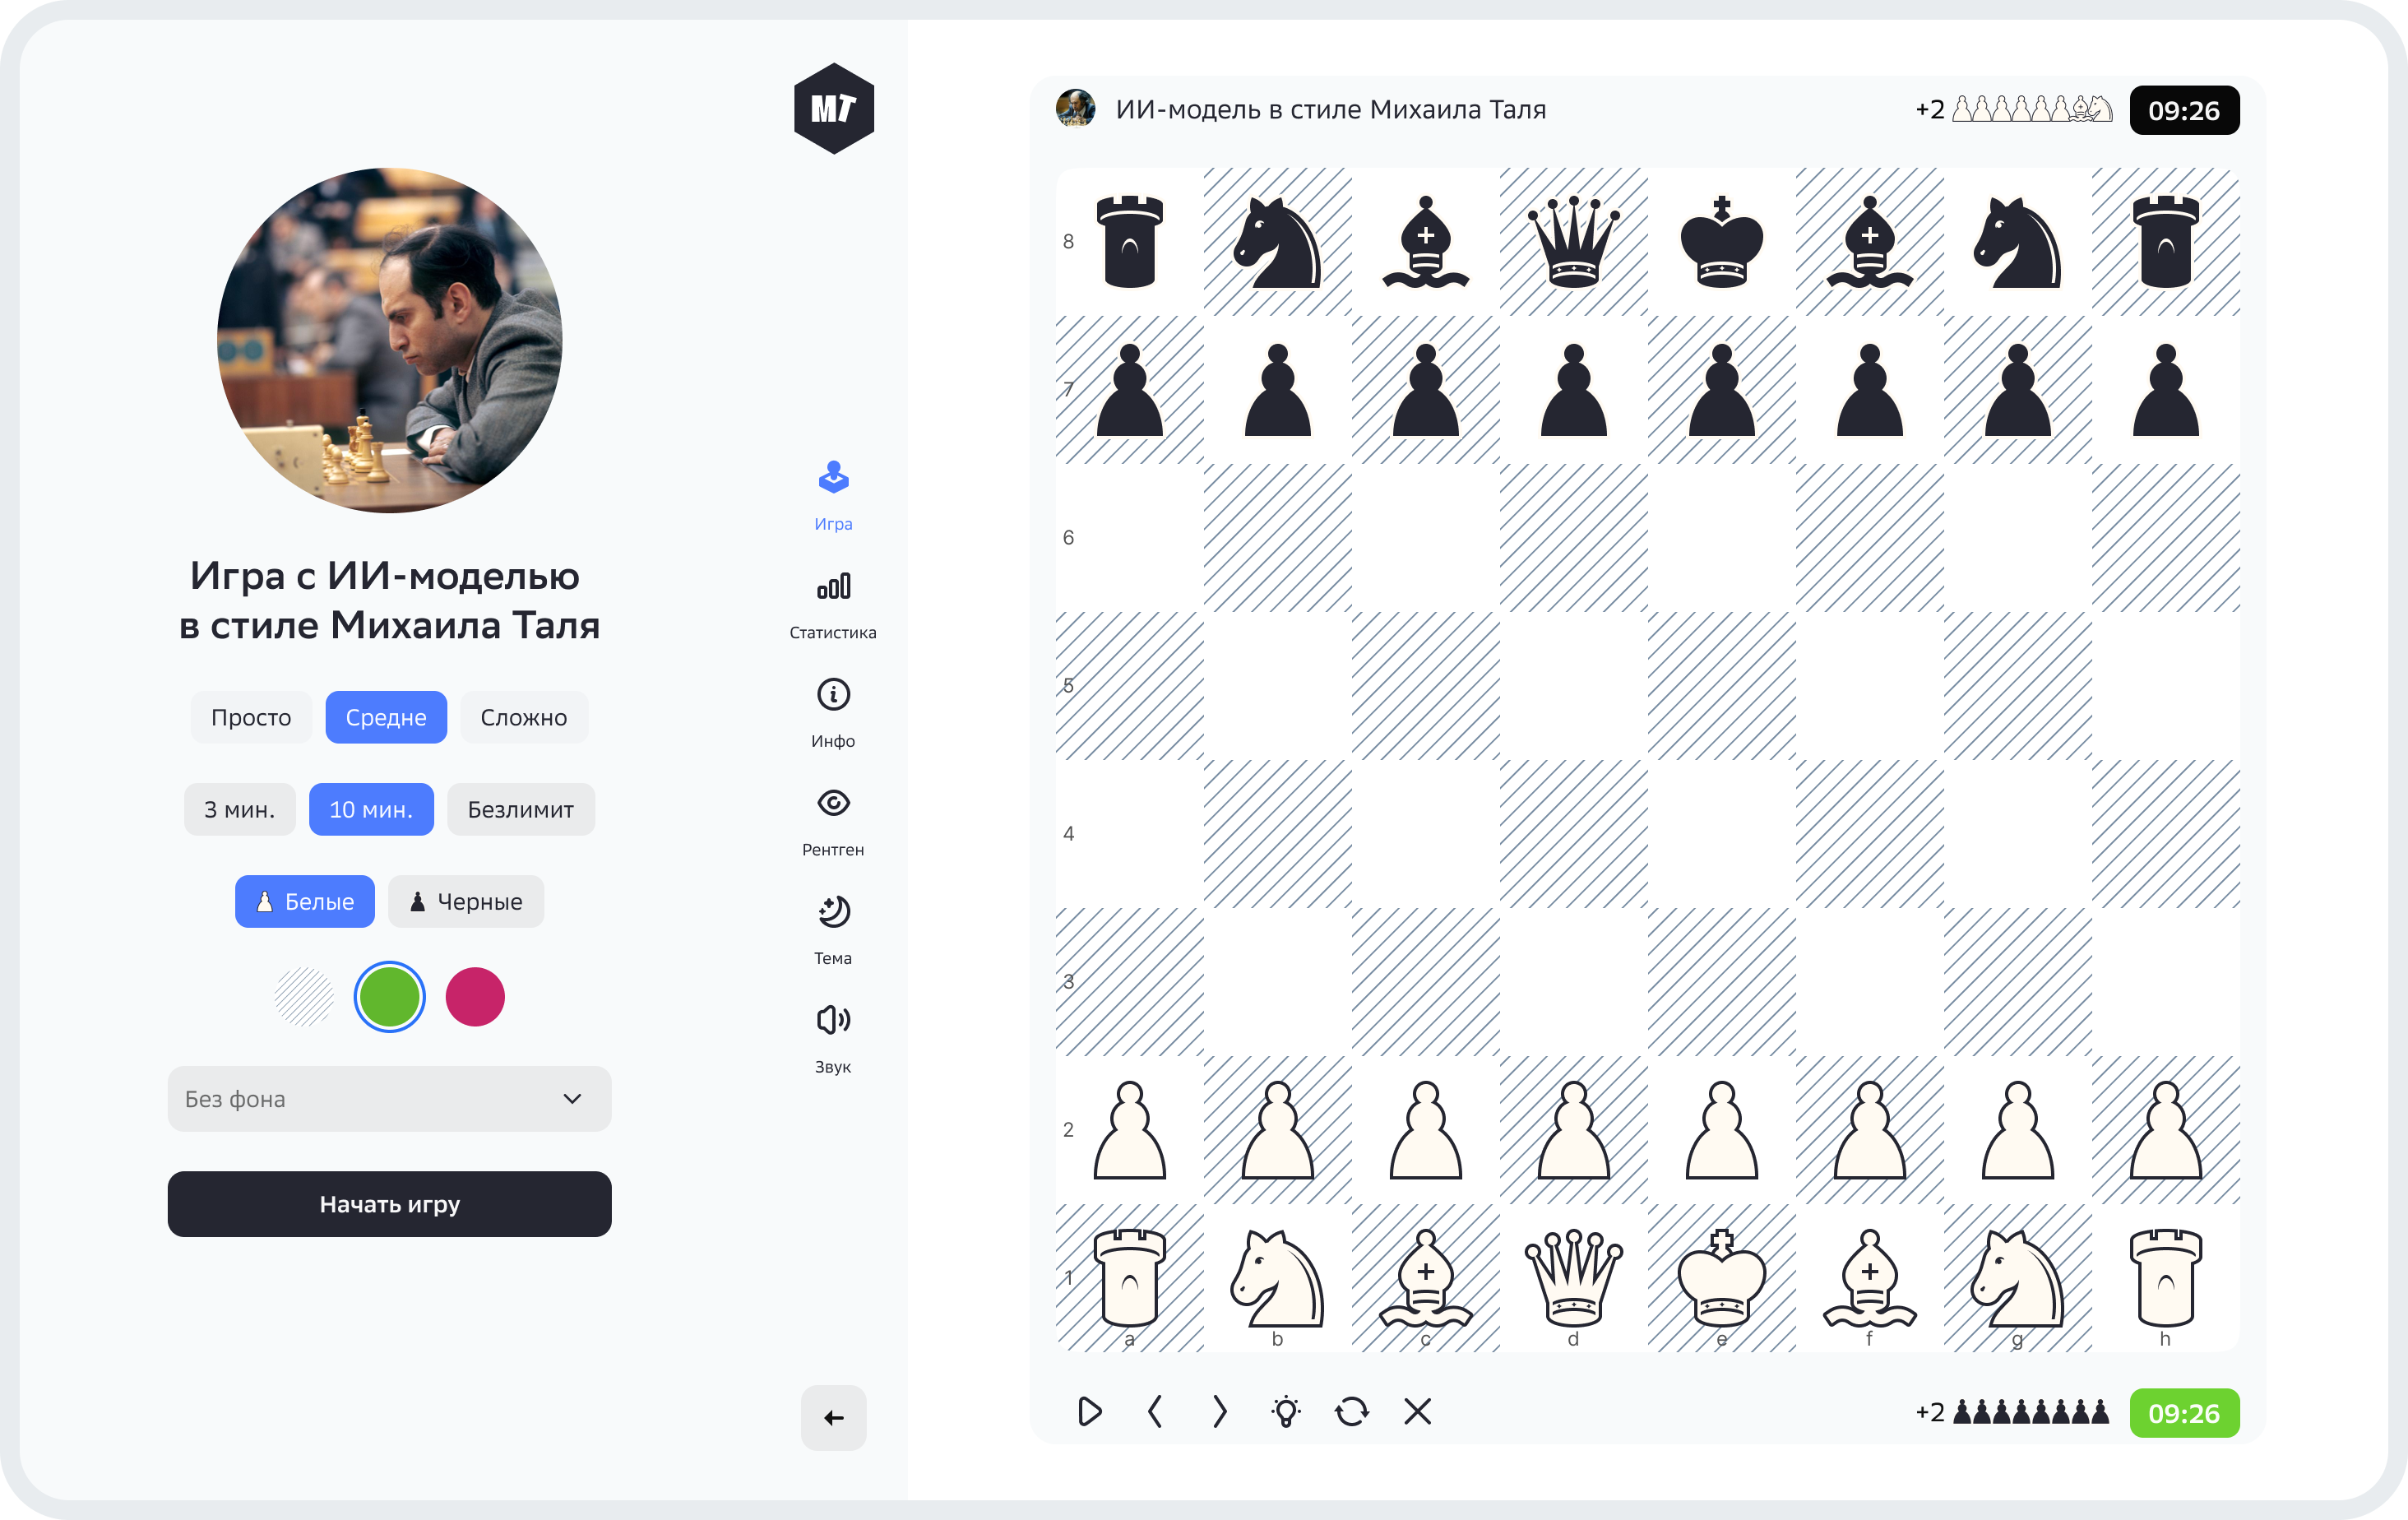 МТ
Игра с ИИ-моделью
в стиле Михаила Таля
Просто Средне Сложно
3 мин. 10 мин. Безлимит
Белые Черные
Без фона
Начать игру
Игра
Статистика
Инфо
Рентген
Тема
Звук
ИИ-модель в стиле Михаила Таля +2 09:26
8
7
6
5
4
3
2
1
a b c d e f g h
+2 09:26